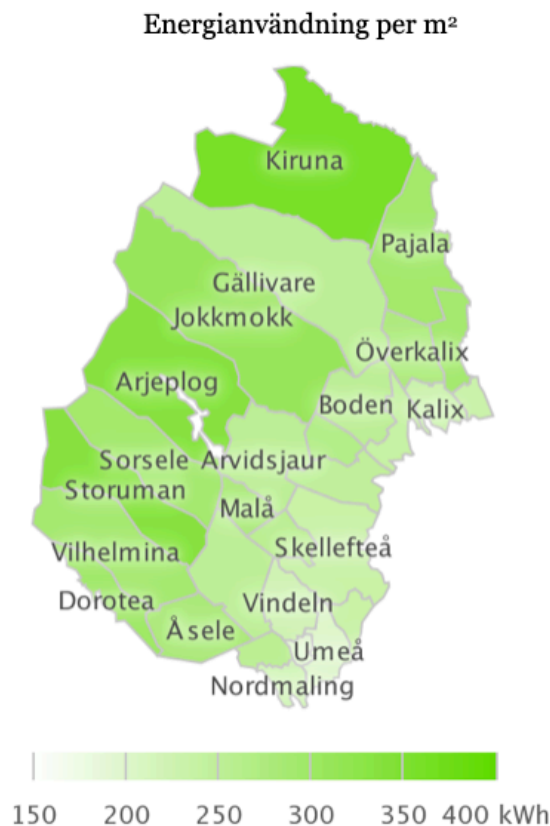 Energianvändning per m²
Kiruna
Pajala
Gällivare
Jokkmokk
Överkalix
Arjeplog
Boden
Kalix
Sorsele
Arvidsjaur
Storuman
Malå
Skellefteå
Vilhelmina
Dorotea
Vindeln
Åsele
Umeå
Nordmaling
150 200 250 300 350 400 kWh